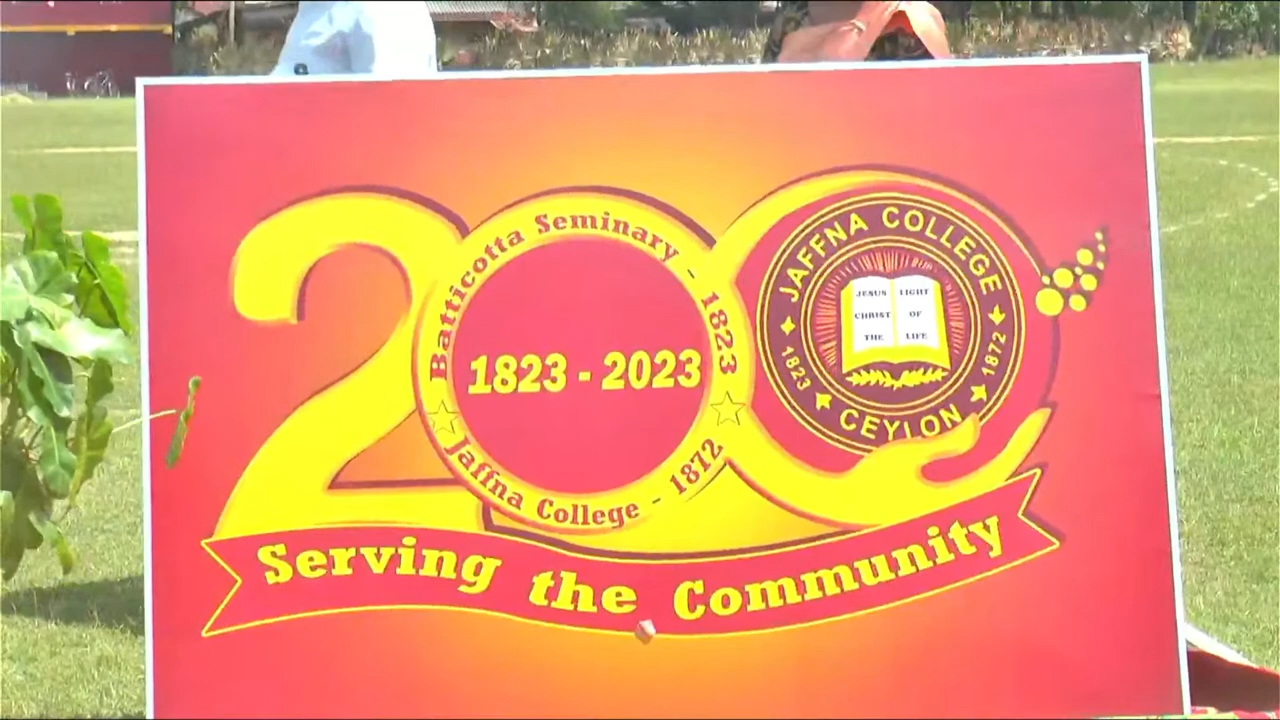 200
Batticotta Seminary - 1823
1823 - 2023
Jaffna College - 1872
JAFFNA COLLEGE
JESUS CHRIST THE
LIGHT OF LIFE
1823
1872
CEYLON
Serving the Community